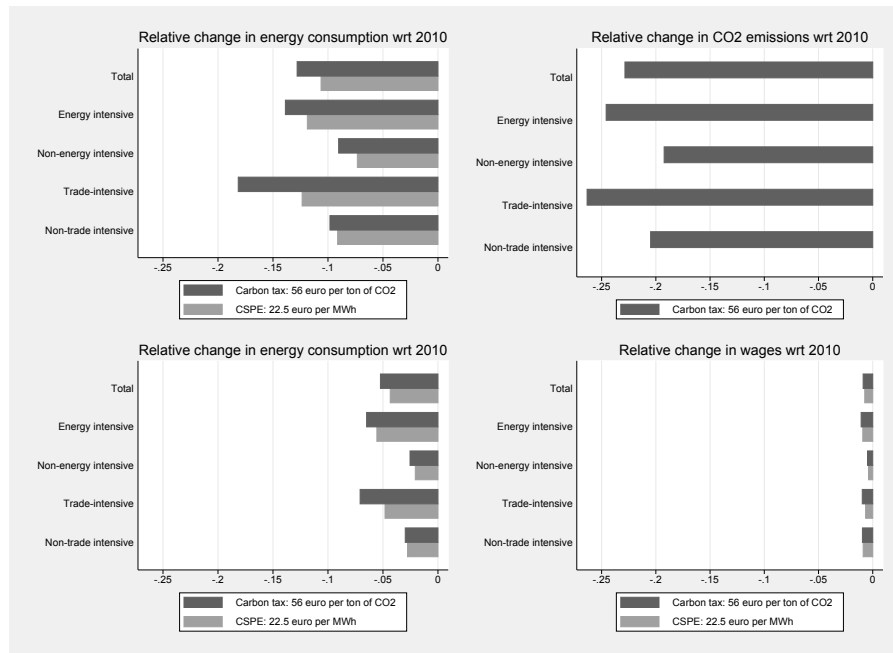 Relative change in energy consumption wrt 2010
Total
Energy intensive
Non-energy intensive
Trade-intensive
Non-trade intensive
-.25 -.2 -.15 -.1 -.05 0
Carbon tax: 56 euro per ton of CO2
CSPE: 22.5 euro per MWh
Relative change in CO2 emissions wrt 2010
Total
Energy intensive
Non-energy intensive
Trade-intensive
Non-trade intensive
-.25 -.2 -.15 -.1 -.05 0
Carbon tax: 56 euro per ton of CO2
Relative change in energy consumption wrt 2010
Total
Energy intensive
Non-energy intensive
Trade-intensive
Non-trade intensive
-.25 -.2 -.15 -.1 -.05 0
Carbon tax: 56 euro per ton of CO2
CSPE: 22.5 euro per MWh
Relative change in wages wrt 2010
Total
Energy intensive
Non-energy intensive
Trade-intensive
Non-trade intensive
-.25 -.2 -.15 -.1 -.05 0
Carbon tax: 56 euro per ton of CO2
CSPE: 22.5 euro per MWh